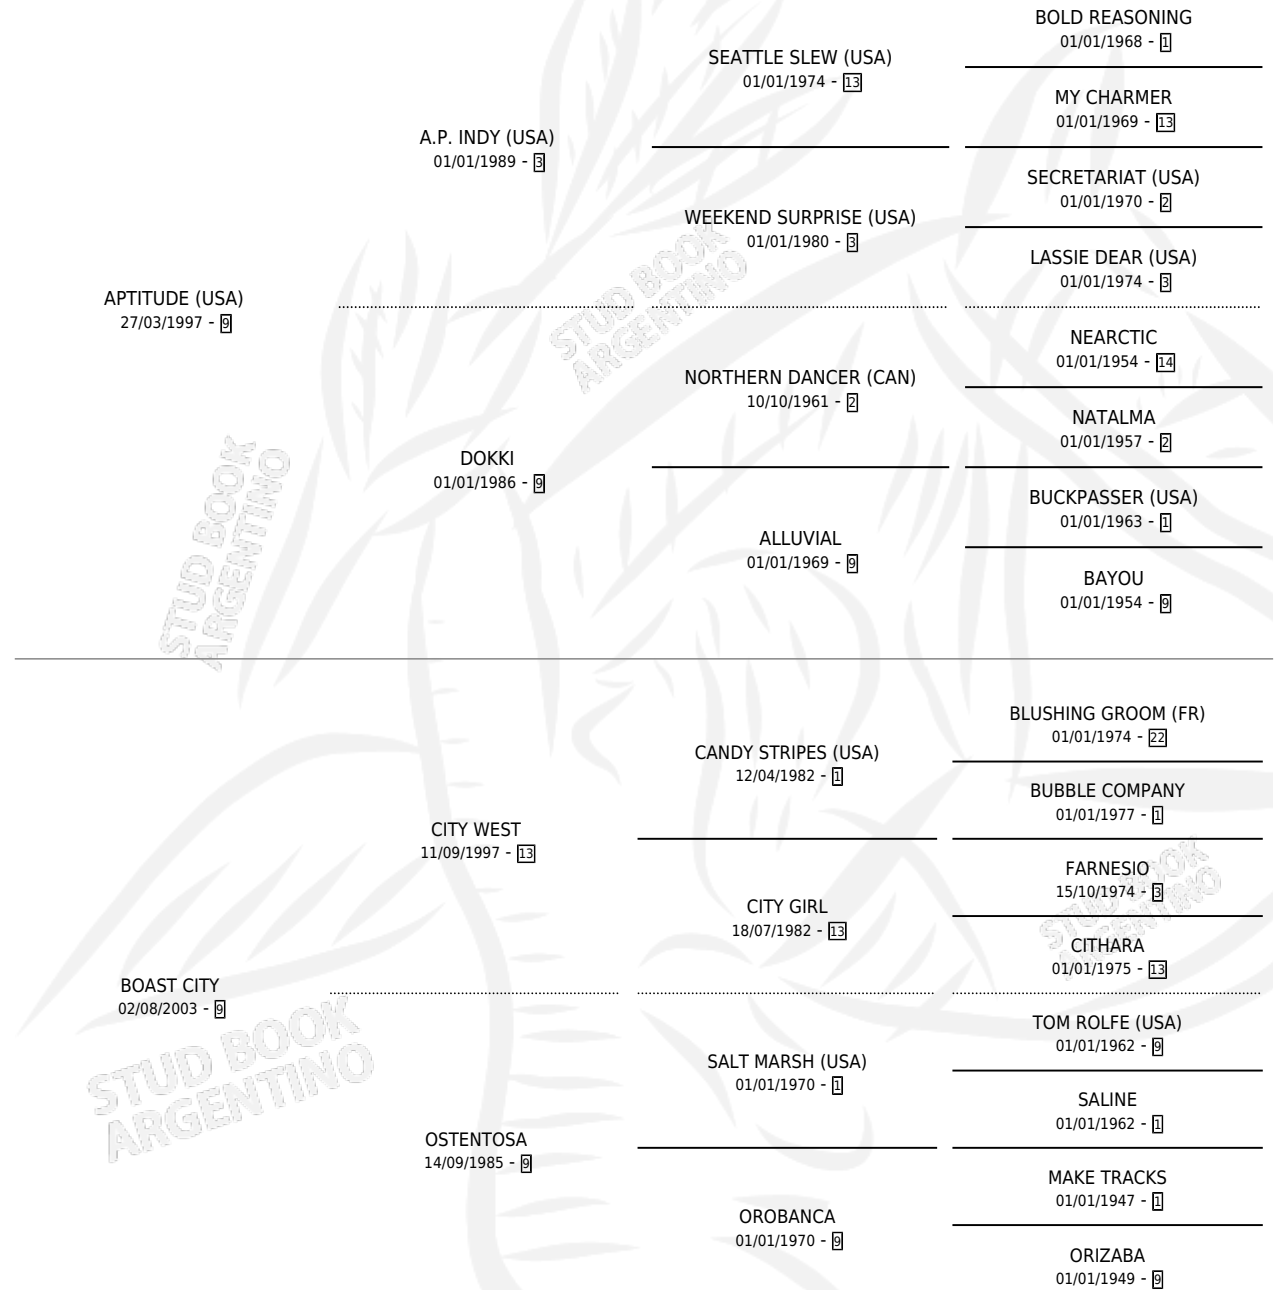 BOLD REASONING
01/01/1968 - 1
SEATTLE SLEW (USA)
01/01/1974 - 13
MY CHARMER
01/01/1969 - 13
A.P. INDY (USA)
01/01/1989 - 3
SECRETARIAT (USA)
01/01/1970 - 2
WEEKEND SURPRISE (USA)
01/01/1980 - 3
LASSIE DEAR (USA)
01/01/1974 - 3
APTITUDE (USA)
27/03/1997 - 9
STUD BOOK
ARGENTINO
NEARCTIC
01/01/1954 - 14
NORTHERN DANCER (CAN)
10/10/1961 - 2
NATALMA
01/01/1957 - 2
DOKKI
01/01/1986 - 9
BUCKPASSER (USA)
01/01/1963 - 1
ALLUVIAL
01/01/1969 - 9
BAYOU
01/01/1954 - 9
STUD BOOK
ARGENTINO
BLUSHING GROOM (FR)
01/01/1974 - 22
CANDY STRIPES (USA)
12/04/1982 - 1
BUBBLE COMPANY
01/01/1977 - 1
CITY WEST
11/09/1997 - 13
FARNESIO
15/10/1974 - 3
CITY GIRL
18/07/1982 - 13
CITHARA
01/01/1975 - 13
STUD BOOK
ARGENTINO
BOAST CITY
02/08/2003 - 9
STUD BOOK
ARGENTINO
TOM ROLFE (USA)
01/01/1962 - 9
SALT MARSH (USA)
01/01/1970 - 1
SALINE
01/01/1962 - 1
OSTENTOSA
14/09/1985 - 9
MAKE TRACKS
01/01/1947 - 1
OROBANCA
01/01/1970 - 9
ORIZABA
01/01/1949 - 9